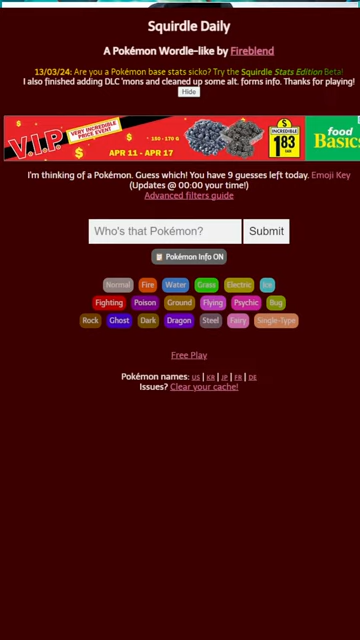 Squirdle Daily
A Pokémon Wordle-like by Fireblend
13/03/24: Are you a Pokémon base stats sicko? Try the Squirdle Stats Edition Beta!
I also finished adding DLC 'mons and cleaned up some alt. forms info. Thanks for playing!
Hide
V.I.P. VERY INCREDIBLE PRICE EVENT
APR 11 - APR 17
150 - 170 G
INCREDIBLE
$1.83
food Basics
I'm thinking of a Pokémon. Guess which! You have 9 guesses left today. Emoji Key
(Updates @ 00:00 your time!)
Advanced filters guide
Who's that Pokémon? Submit
Pokémon Info ON
Normal Fire Water Grass Electric Ice
Fighting Poison Ground Flying Psychic Bug
Rock Ghost Dark Dragon Steel Fairy Single-Type
Free Play
Pokémon names: US | KR | JP | FR | DE
Issues? Clear your cache!